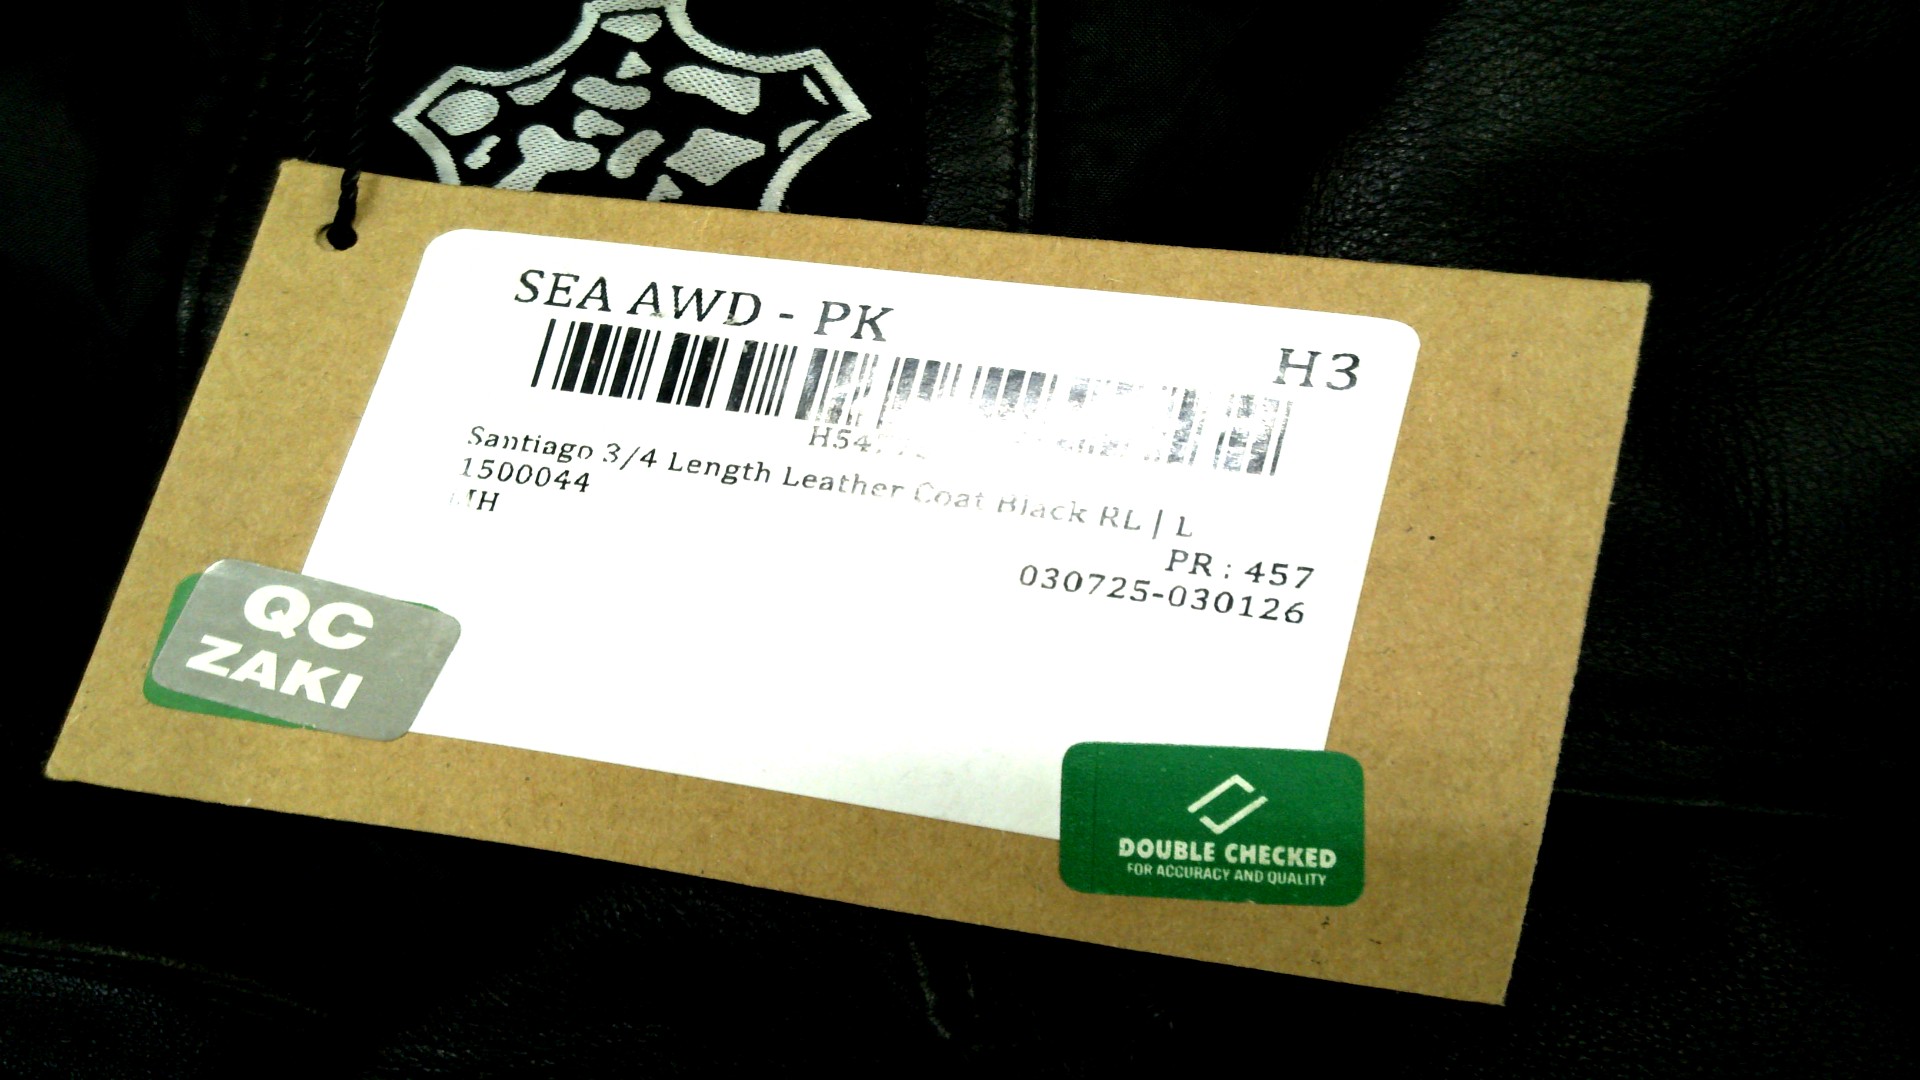 SEA AWD - PK
H3
Santiago 3/4 Length Leather Coat Black RL | L
1500044
PR : 457
030725-030126
QC
ZAKI
DOUBLE CHECKED
FOR ACCURACY AND QUALITY